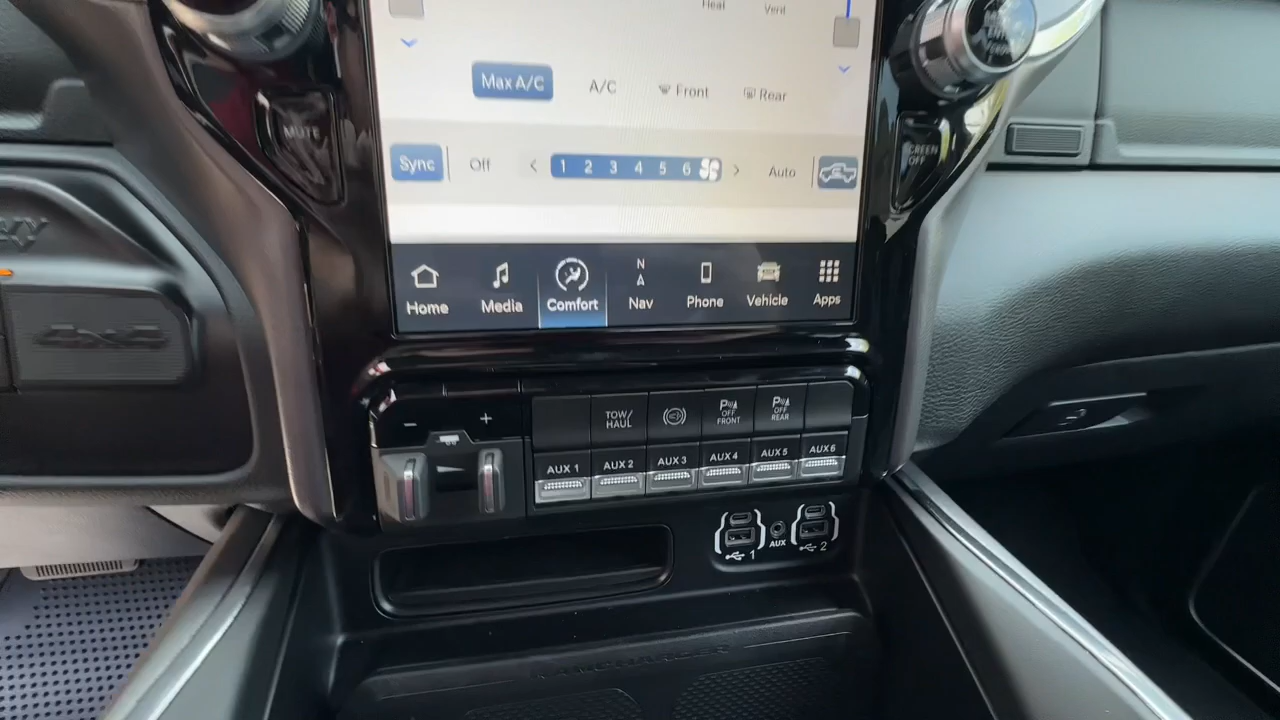 Heat Vent
Max A/C A/C Front Rear
MUTE
SCREEN OFF
Sync Off < 1 2 3 4 5 6 > Auto
Home Media Comfort Nav Phone Vehicle Apps
N
A
4x4
− +
TOW/
HAUL
P
OFF
FRONT
P
OFF
REAR
AUX 1 AUX 2 AUX 3 AUX 4 AUX 5 AUX 6
1 AUX 2
RAMCHARGER